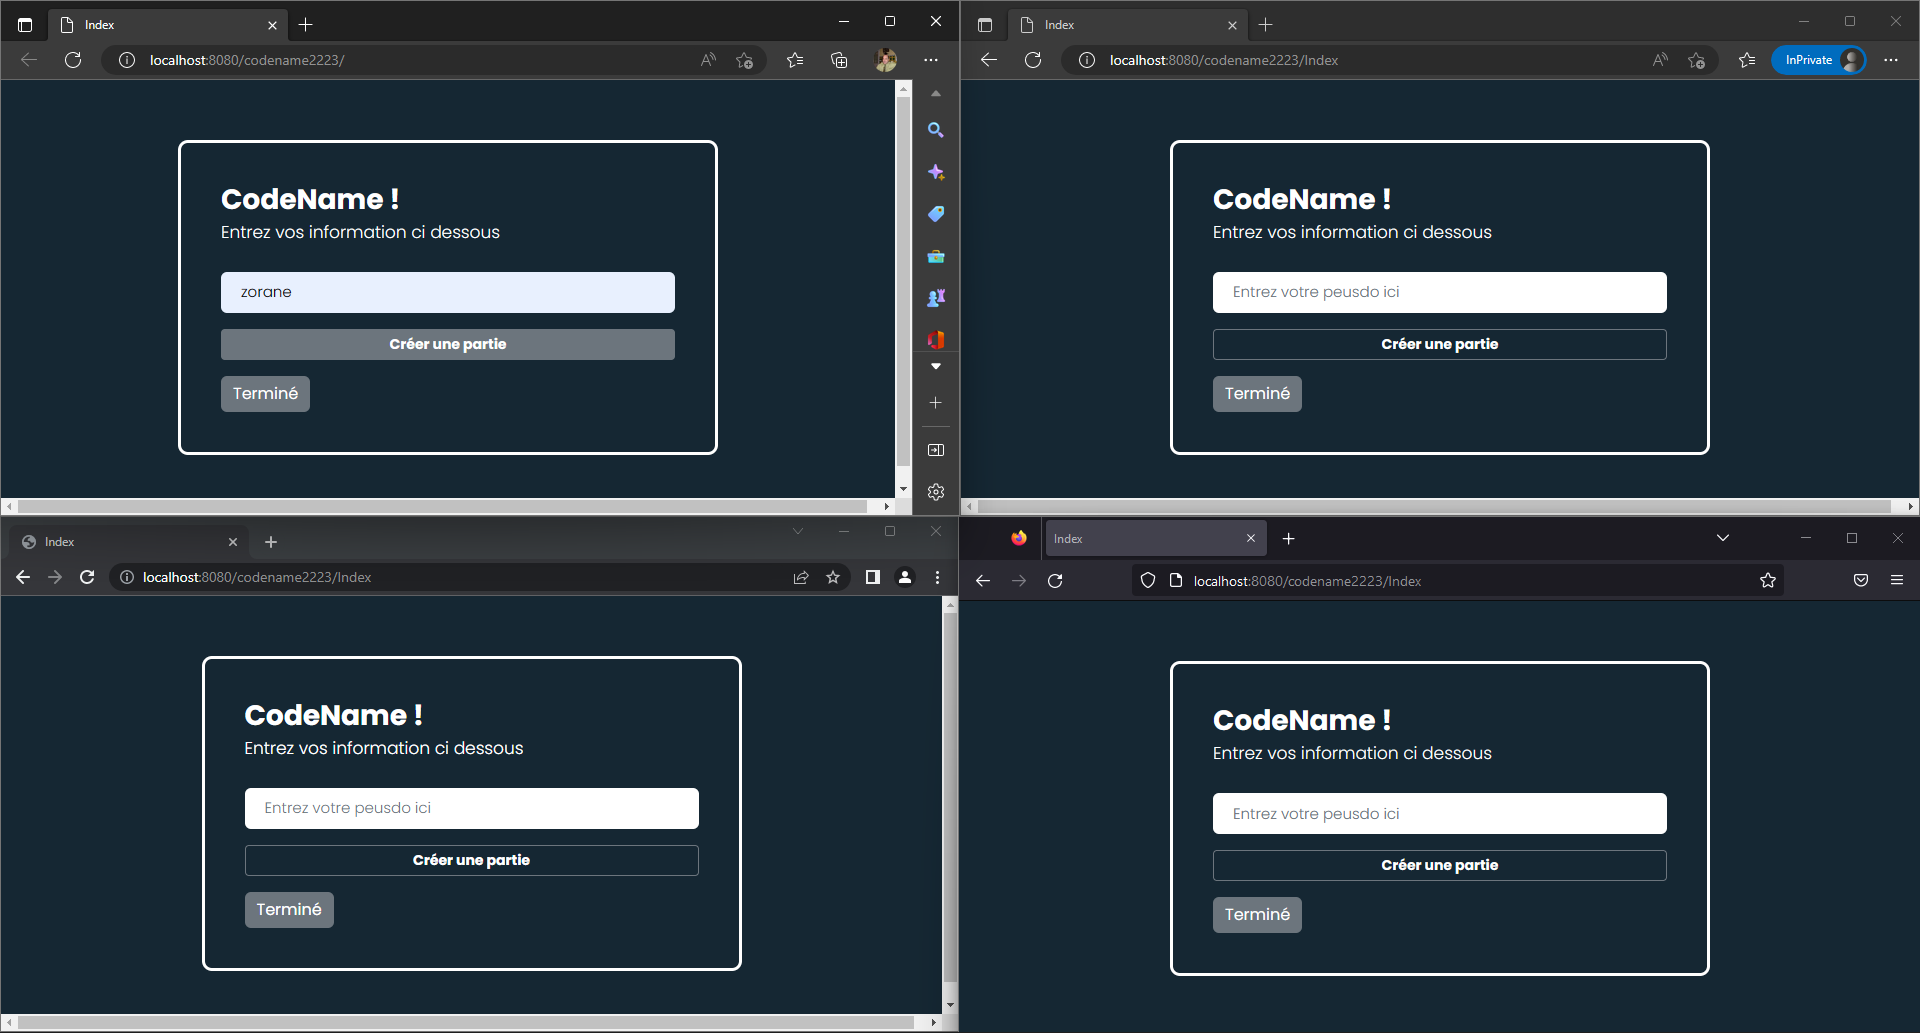 Index
localhost:8080/codename2223/
CodeName !
Entrez vos information ci dessous
zorane
Créer une partie
Terminé
Index
localhost:8080/codename2223/Index
InPrivate
CodeName !
Entrez vos information ci dessous
Entrez votre peusdo ici
Créer une partie
Terminé
Index
localhost:8080/codename2223/Index
CodeName !
Entrez vos information ci dessous
Entrez votre peusdo ici
Créer une partie
Terminé
Index
localhost:8080/codename2223/Index
CodeName !
Entrez vos information ci dessous
Entrez votre peusdo ici
Créer une partie
Terminé